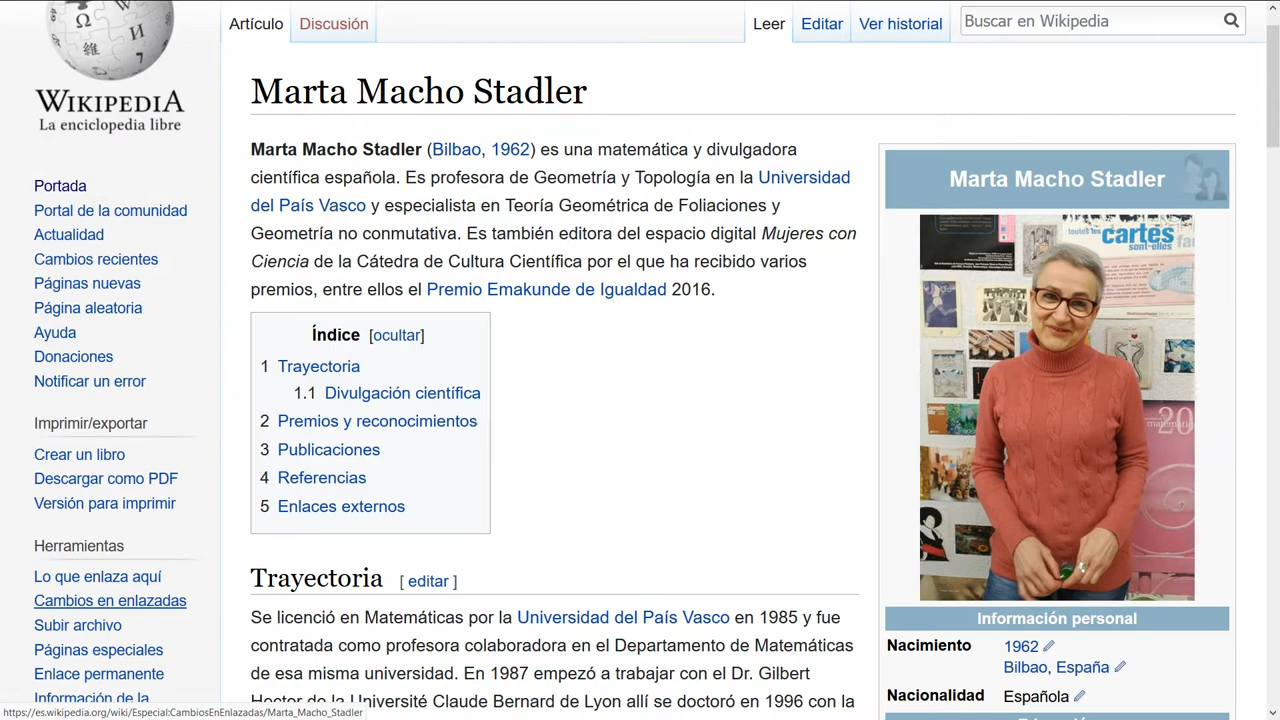 Artículo
Discusión
Leer
Editar
Ver historial
Buscar en Wikipedia
Ω
維
И
WIKIPEDIA
La enciclopedia libre
Portada
Portal de la comunidad
Actualidad
Cambios recientes
Páginas nuevas
Página aleatoria
Ayuda
Donaciones
Notificar un error
Imprimir/exportar
Crear un libro
Descargar como PDF
Versión para imprimir
Herramientas
Lo que enlaza aquí
Cambios en enlazadas
Subir archivo
Páginas especiales
Enlace permanente
Información de la
https://es.wikipedia.org/wiki/Especial:CambiosEnEnlazadas/Marta_Macho_Stadler
Marta Macho Stadler
Marta Macho Stadler (Bilbao, 1962) es una matemática y divulgadora
científica española. Es profesora de Geometría y Topología en la Universidad
del País Vasco y especialista en Teoría Geométrica de Foliaciones y
Geometría no conmutativa. Es también editora del espacio digital Mujeres con
Ciencia de la Cátedra de Cultura Científica por el que ha recibido varios
premios, entre ellos el Premio Emakunde de Igualdad 2016.
Índice [ocultar]
1 Trayectoria
1.1 Divulgación científica
2 Premios y reconocimientos
3 Publicaciones
4 Referencias
5 Enlaces externos
Trayectoria [ editar ]
Se licenció en Matemáticas por la Universidad del País Vasco en 1985 y fue
contratada como profesora colaboradora en el Departamento de Matemáticas
de esa misma universidad. En 1987 empezó a trabajar con el Dr. Gilbert
Hector de la Université Claude Bernard de Lyon allí se doctoró en 1996 con la
Marta Macho Stadler
toutes les
cartes
sont-elles
20
Información personal
Nacimiento 1962
Bilbao, España
Nacionalidad Española